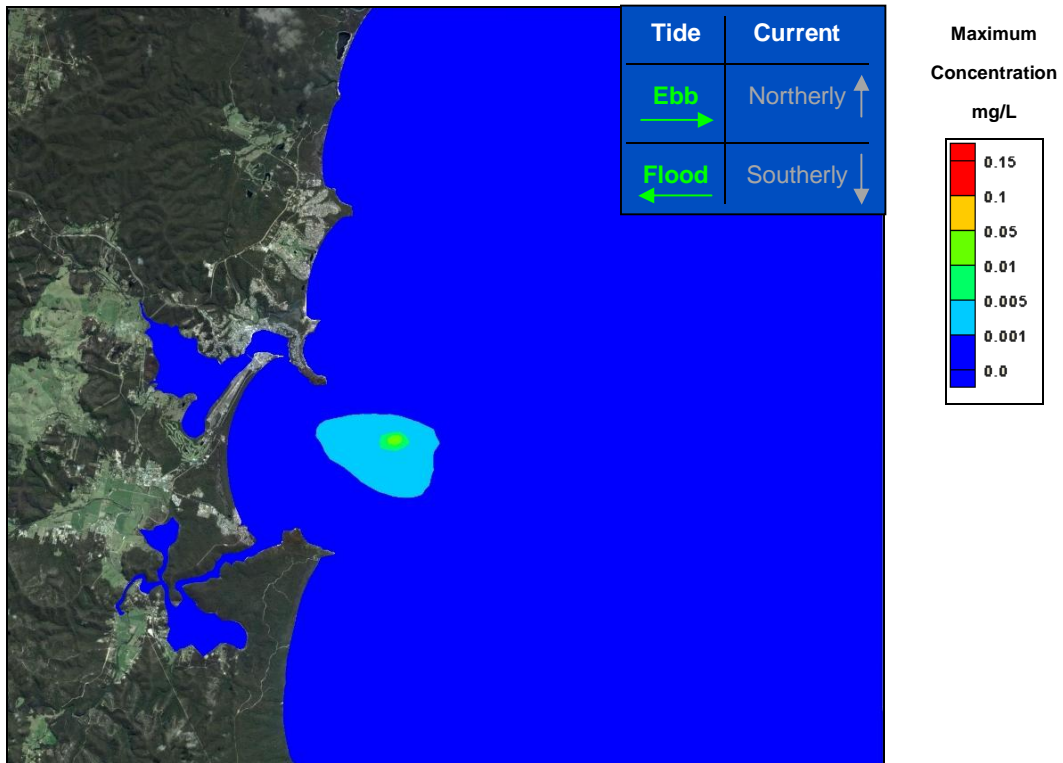 Tide Current
Ebb Northerly
Flood Southerly
Maximum
Concentration
mg/L
0.15
0.1
0.05
0.01
0.005
0.001
0.0